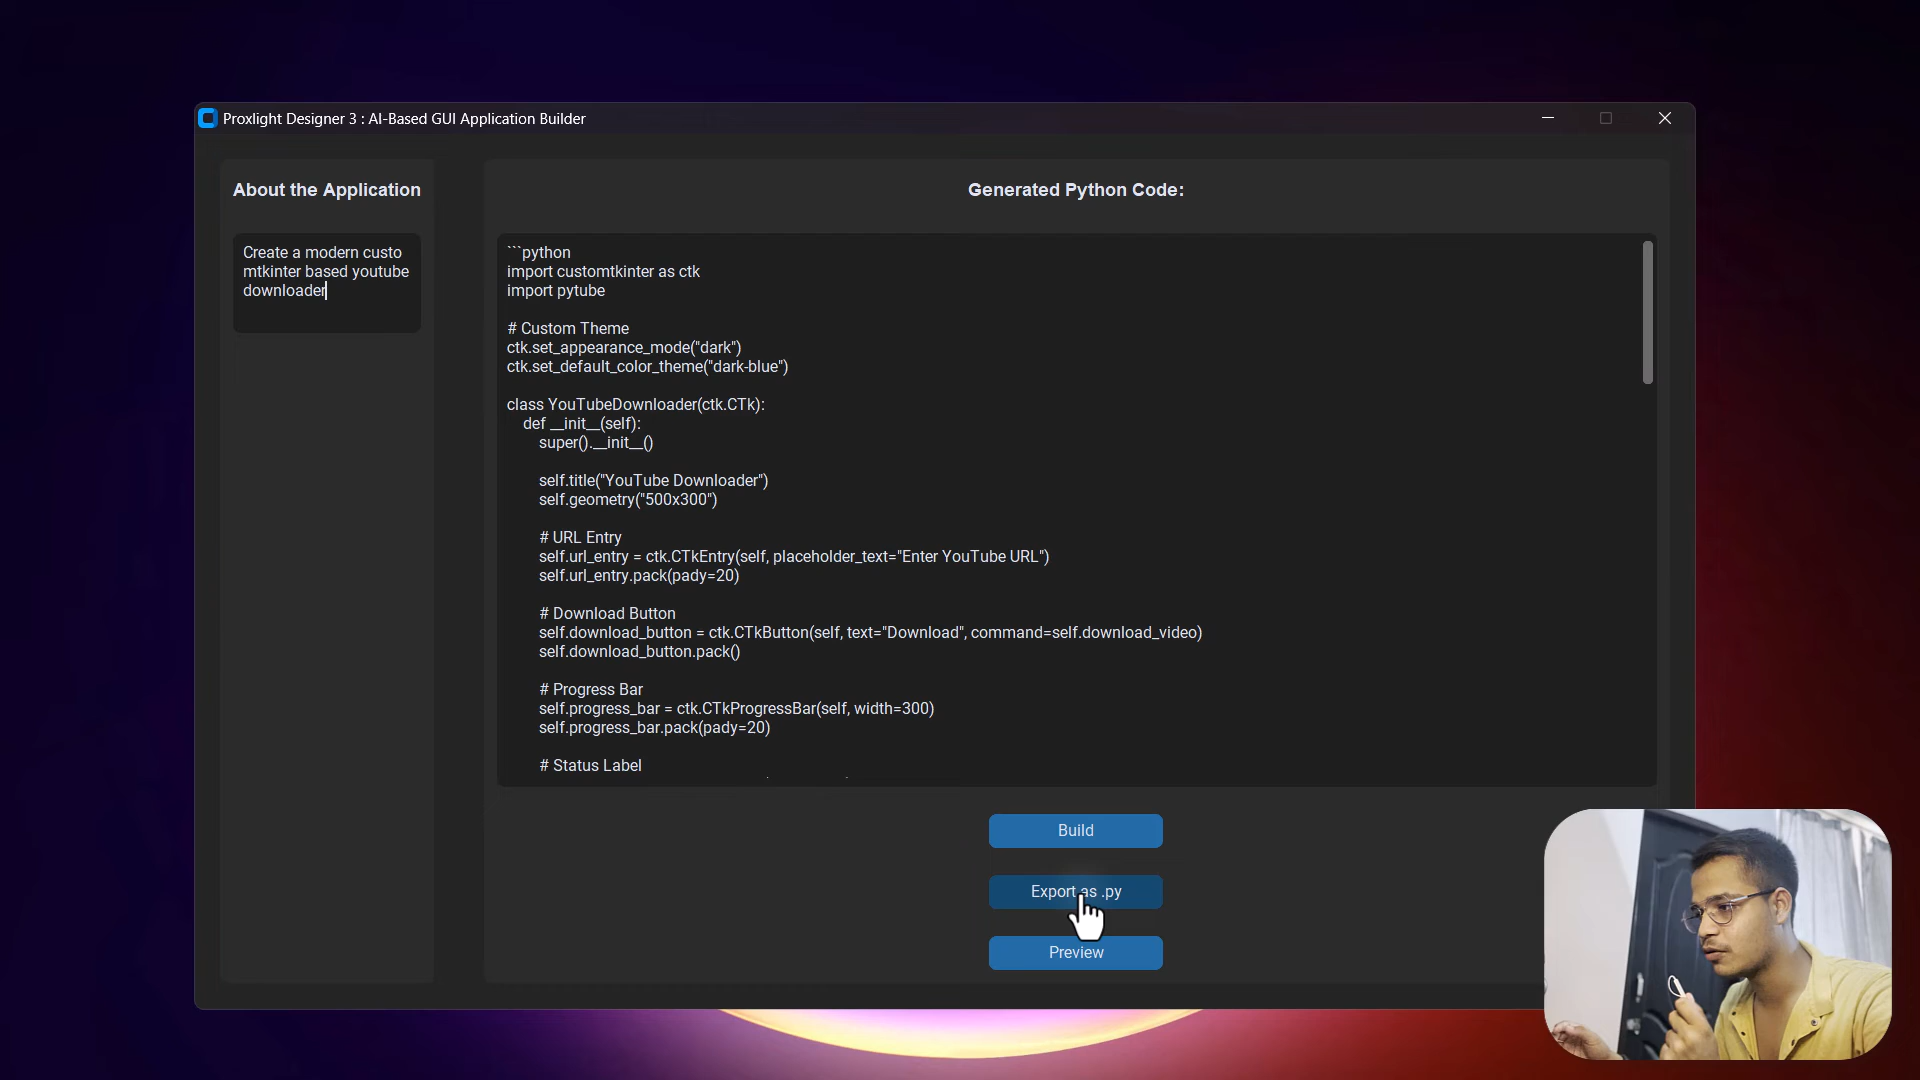 Proxlight Designer 3 : AI-Based GUI Application Builder
About the Application
Create a modern custo
mtkinter based youtube
downloader
Generated Python Code:
```python
import customtkinter as ctk
import pytube
# Custom Theme
ctk.set_appearance_mode("dark")
ctk.set_default_color_theme("dark-blue")
class YouTubeDownloader(ctk.CTk):
def __init__(self):
super().__init__()
self.title("YouTube Downloader")
self.geometry("500x300")
# URL Entry
self.url_entry = ctk.CTkEntry(self, placeholder_text="Enter YouTube URL")
self.url_entry.pack(pady=20)
# Download Button
self.download_button = ctk.CTkButton(self, text="Download", command=self.download_video)
self.download_button.pack()
# Progress Bar
self.progress_bar = ctk.CTkProgressBar(self, width=300)
self.progress_bar.pack(pady=20)
# Status Label
Build
Export as .py
Preview